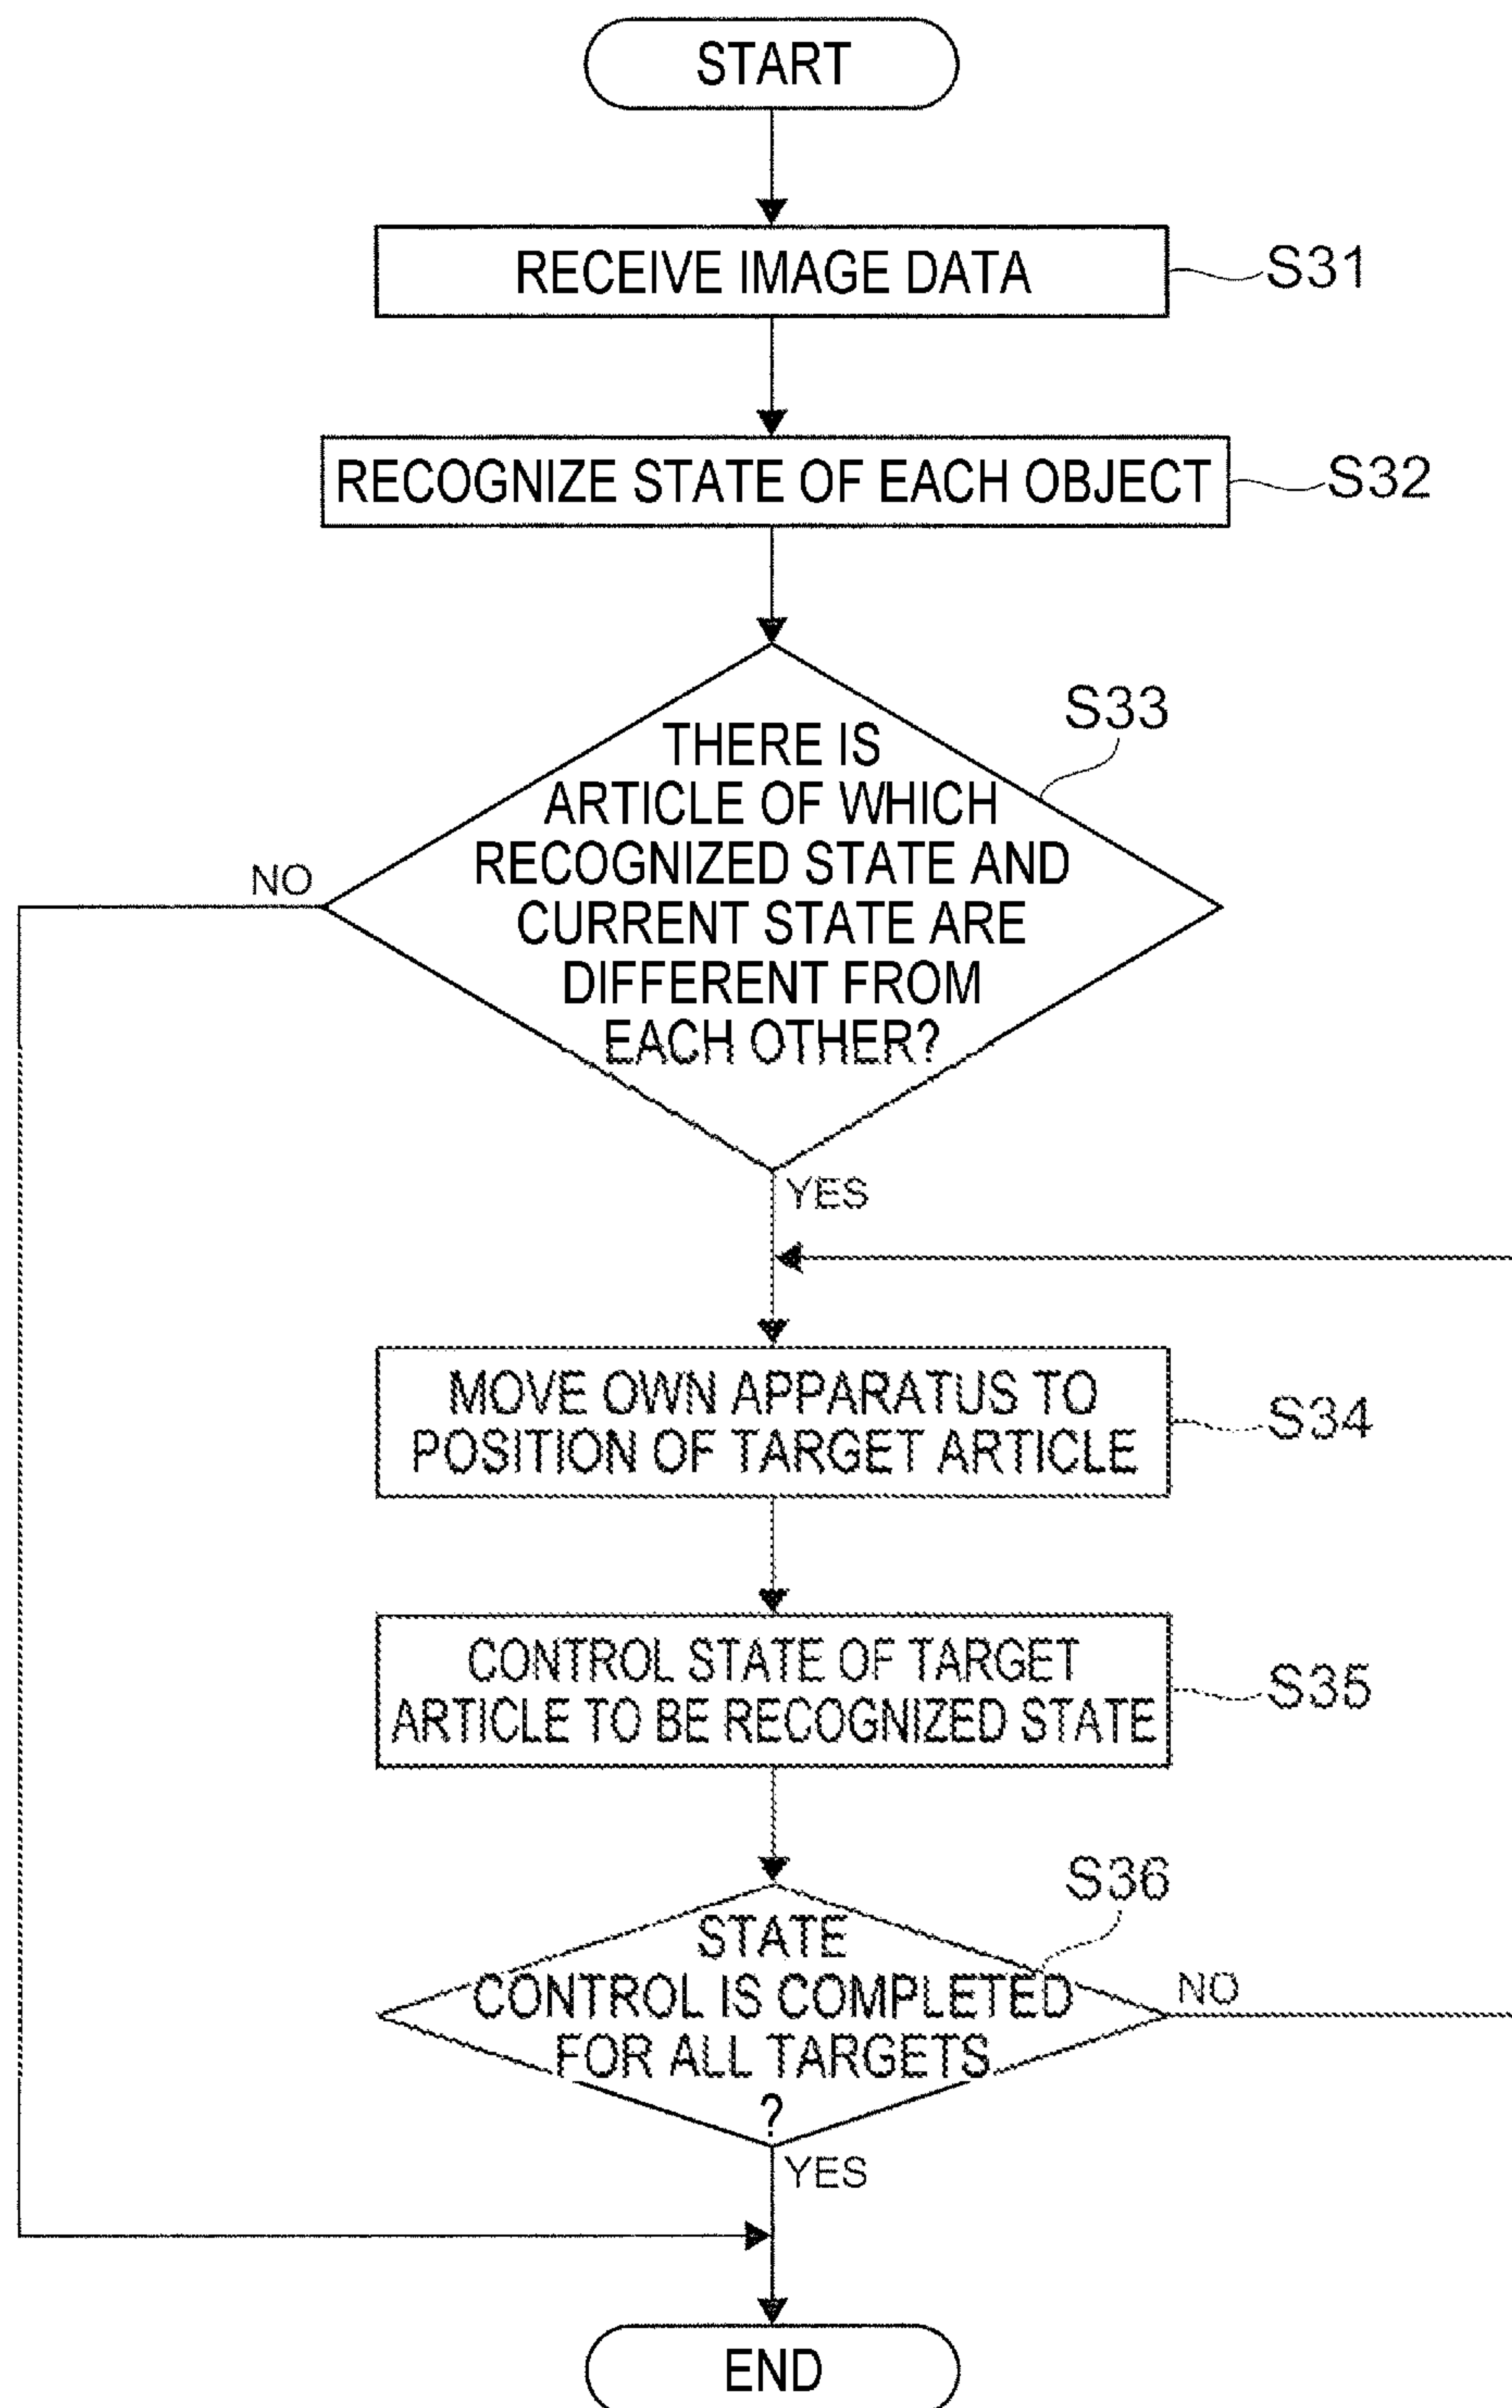 START
RECEIVE IMAGE DATA
S31
RECOGNIZE STATE OF EACH OBJECT
S32
S33
THERE IS
ARTICLE OF WHICH
RECOGNIZED STATE AND
CURRENT STATE ARE
DIFFERENT FROM
EACH OTHER?
NO
YES
MOVE OWN APPARATUS TO
POSITION OF TARGET ARTICLE
S34
CONTROL STATE OF TARGET
ARTICLE TO BE RECOGNIZED STATE
S35
S36
STATE
CONTROL IS COMPLETED
FOR ALL TARGETS
?
NO
YES
END